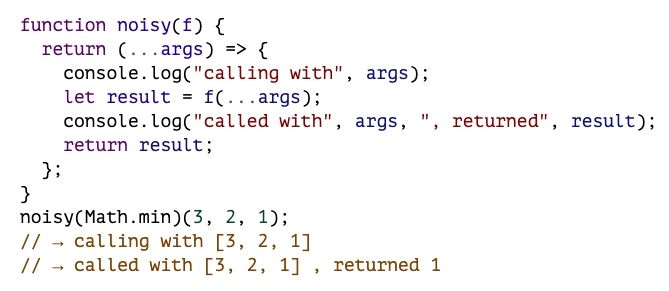 function noisy(f) {
  return (...args) => {
    console.log("calling with", args);
    let result = f(...args);
    console.log("called with", args, ", returned", result);
    return result;
  };
}
noisy(Math.min)(3, 2, 1);
// → calling with [3, 2, 1]
// → called with [3, 2, 1] , returned 1